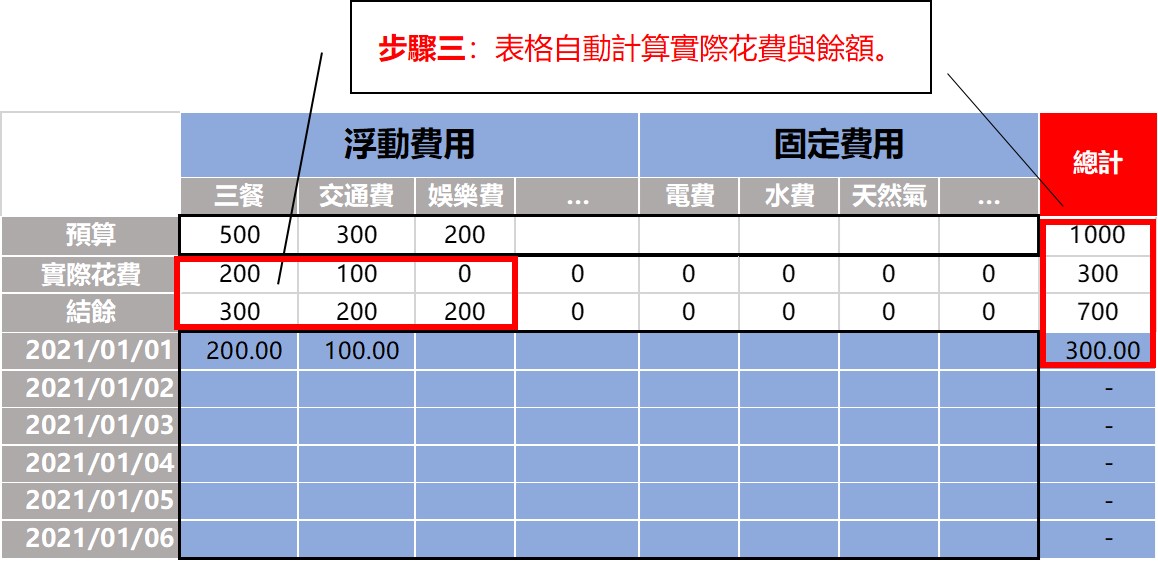 步驟三：表格自動計算實際花費與餘額。
浮動費用 固定費用 總計
三餐 交通費 娛樂費 … 電費 水費 天然氣 …
預算 500 300 200 1000
實際花費 200 100 0 0 0 0 0 0 300
結餘 300 200 200 0 0 0 0 0 700
2021/01/01 200.00 100.00 300.00
2021/01/02 -
2021/01/03 -
2021/01/04 -
2021/01/05 -
2021/01/06 -